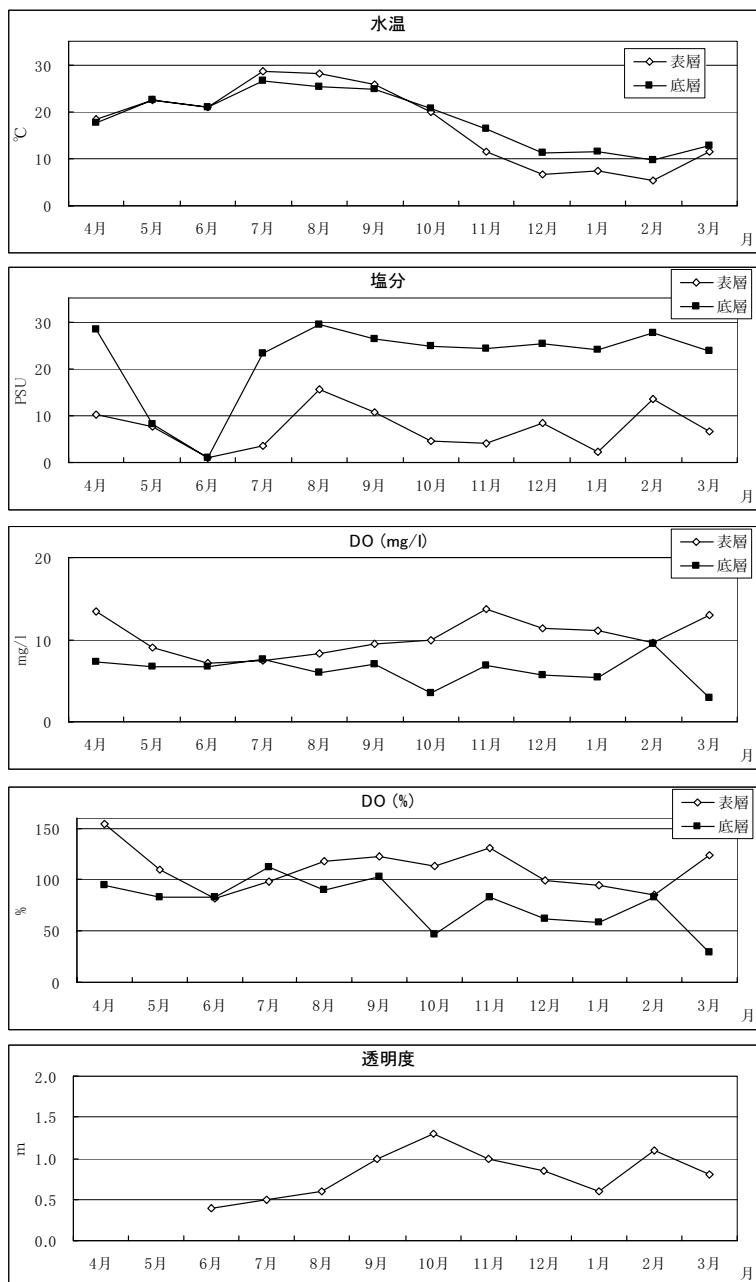 水温
30
20
10
0
℃
表層
底層
4月 5月 6月 7月 8月 9月 10月 11月 12月 1月 2月 3月
月
塩分
30
20
10
0
PSU
表層
底層
4月 5月 6月 7月 8月 9月 10月 11月 12月 1月 2月 3月
月
DO (mg/l)
20
10
0
mg/l
表層
底層
4月 5月 6月 7月 8月 9月 10月 11月 12月 1月 2月 3月
月
DO (%)
150
100
50
0
%
表層
底層
4月 5月 6月 7月 8月 9月 10月 11月 12月 1月 2月 3月
月
透明度
2.0
1.5
1.0
0.5
0.0
m
4月 5月 6月 7月 8月 9月 10月 11月 12月 1月 2月 3月
月